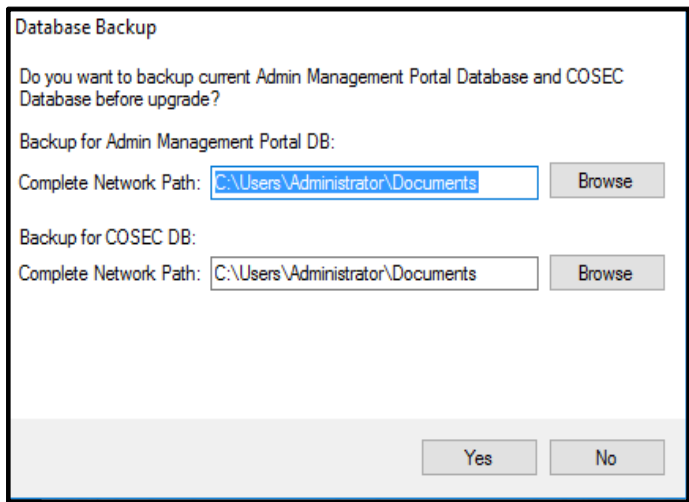 Database Backup
Do you want to backup current Admin Management Portal Database and COSEC
Database before upgrade?
Backup for Admin Management Portal DB:
Complete Network Path: C:\Users\Administrator\Documents Browse
Backup for COSEC DB:
Complete Network Path: C:\Users\Administrator\Documents Browse
Yes No